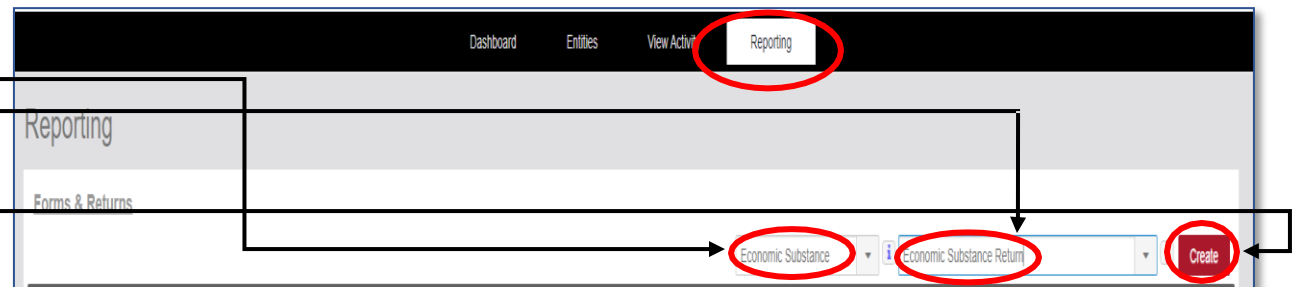 Dashboard Entities View Activit Reporting
Reporting
Forms & Returns
Economic Substance i Economic Substance Return Create